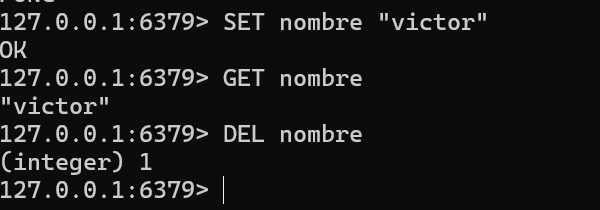 127.0.0.1:6379> SET nombre "victor"
OK
127.0.0.1:6379> GET nombre
"victor"
127.0.0.1:6379> DEL nombre
(integer) 1
127.0.0.1:6379>